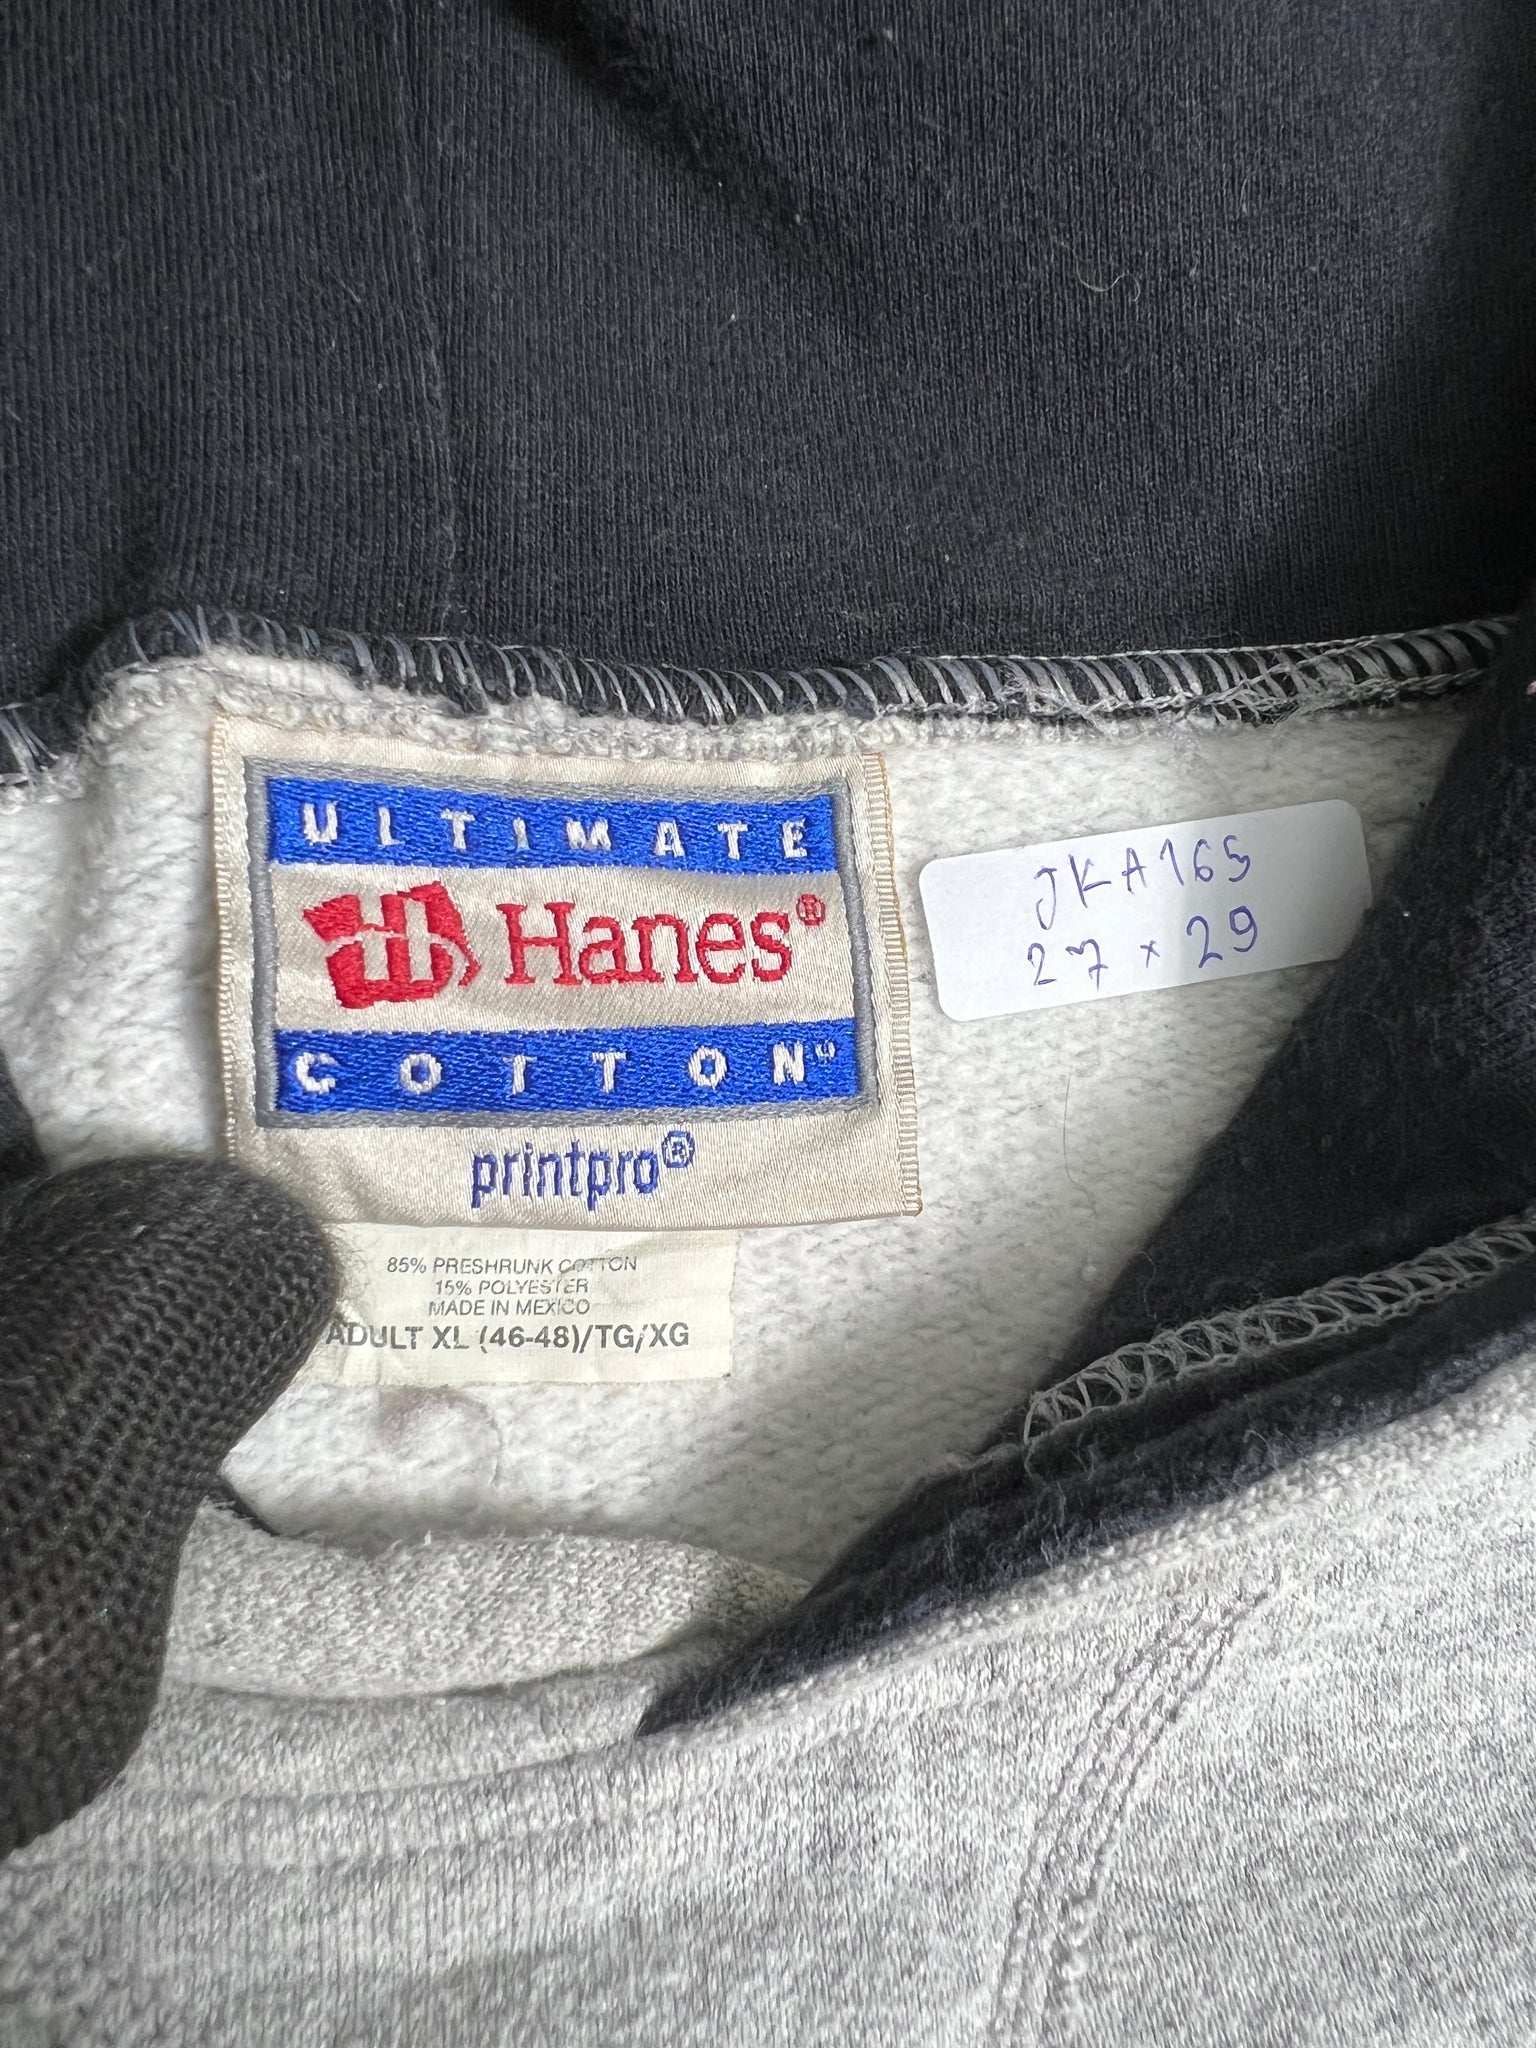 ULTIMATE
Hanes®
COTTON
printpro®
85% PRESHRUNK COTTON
15% POLYESTER
MADE IN MEXICO
ADULT XL (46-48)/TG/XG
JKA165
27 x 29